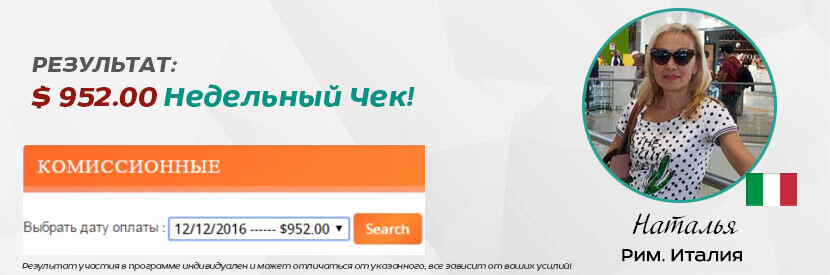 РЕЗУЛЬТАТ:
$ 952.00 Недельный Чек!
КОМИССИОННЫЕ
Выбрать дату оплаты : 12/12/2016 ------ $952.00 Search
Наталья
Рим. Италия
Результат участия в программе индивидуален и может отличаться от указанного, все зависит от ваших усилий!